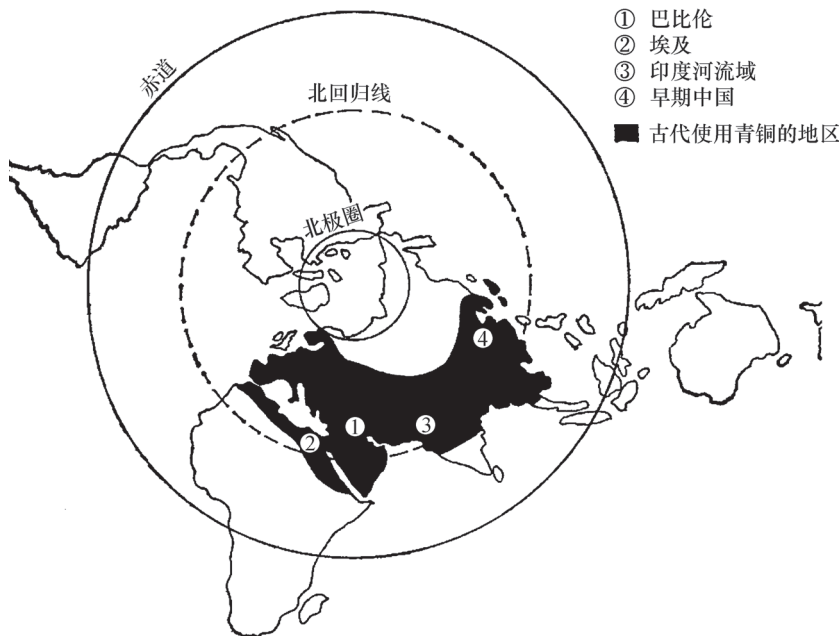 ① 巴比伦
② 埃及
③ 印度河流域
④ 早期中国
古代使用青铜的地区
赤道
北回归线
北极圈
④
①
③
②